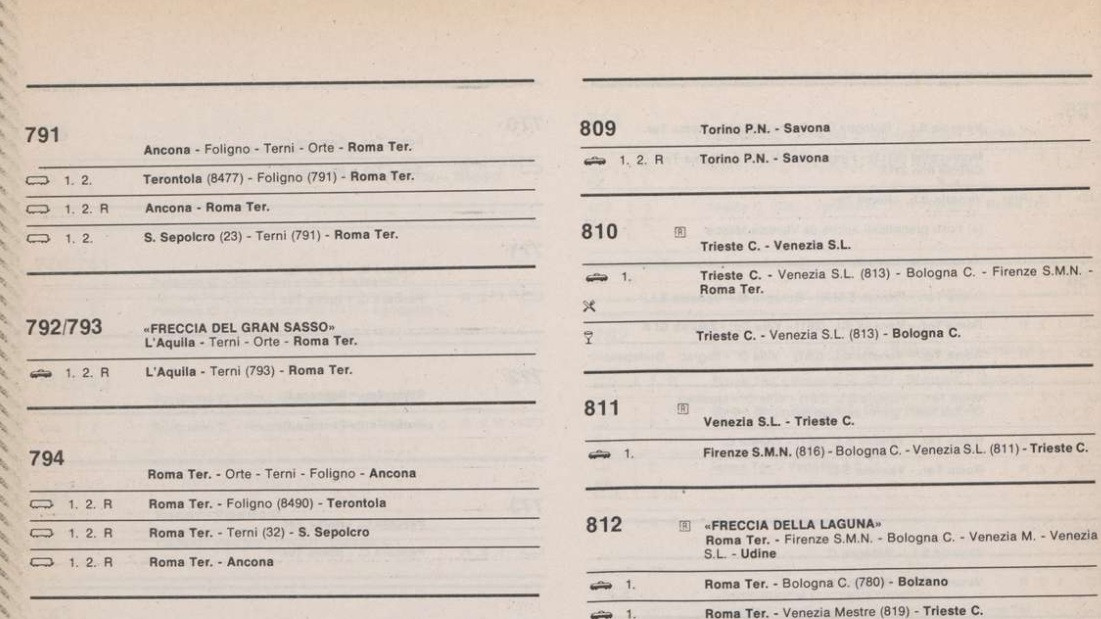 791
Ancona - Foligno - Terni - Orte - Roma Ter.
1. 2. Terontola (8477) - Foligno (791) - Roma Ter.
1. 2. R Ancona - Roma Ter.
1. 2. S. Sepolcro (23) - Terni (791) - Roma Ter.
792/793 «FRECCIA DEL GRAN SASSO»
L'Aquila - Terni - Orte - Roma Ter.
1. 2. R L'Aquila - Terni (793) - Roma Ter.
794
Roma Ter. - Orte - Terni - Foligno - Ancona
1. 2. R Roma Ter. - Foligno (8490) - Terontola
1. 2. R Roma Ter. - Terni (32) - S. Sepolcro
1. 2. R Roma Ter. - Ancona
809 Torino P.N. - Savona
1. 2. R Torino P.N. - Savona
810 R
Trieste C. - Venezia S.L.
1. Trieste C. - Venezia S.L. (813) - Bologna C. - Firenze S.M.N. -
Roma Ter.
Trieste C. - Venezia S.L. (813) - Bologna C.
811 R
Venezia S.L. - Trieste C.
1. Firenze S.M.N. (816) - Bologna C. - Venezia S.L. (811) - Trieste C.
812 R «FRECCIA DELLA LAGUNA»
Roma Ter. - Firenze S.M.N. - Bologna C. - Venezia M. - Venezia
S.L. - Udine
1. Roma Ter. - Bologna C. (780) - Bolzano
1. Roma Ter. - Venezia Mestre (819) - Trieste C.